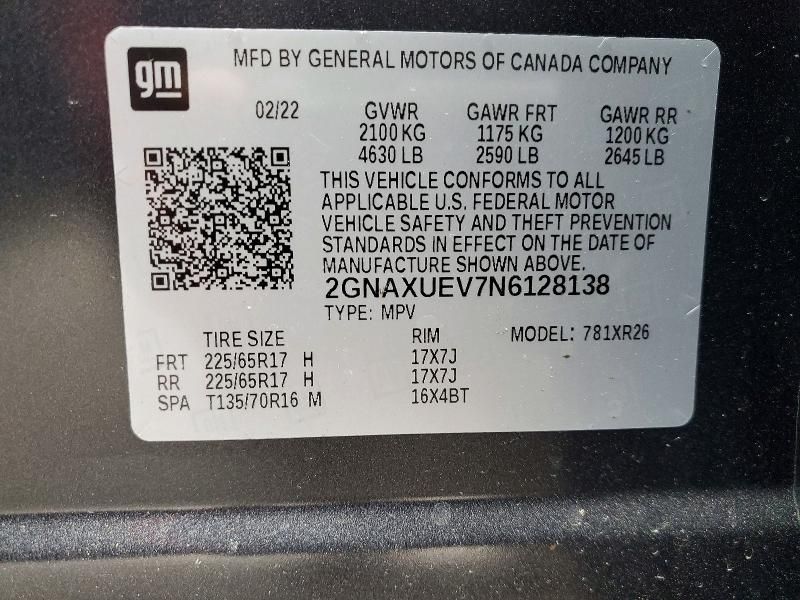 gm
MFD BY GENERAL MOTORS OF CANADA COMPANY
02/22 GVWR GAWR FRT GAWR RR
2100 KG 1175 KG 1200 KG
4630 LB 2590 LB 2645 LB
THIS VEHICLE CONFORMS TO ALL
APPLICABLE U.S. FEDERAL MOTOR
VEHICLE SAFETY AND THEFT PREVENTION
STANDARDS IN EFFECT ON THE DATE OF
MANUFACTURE SHOWN ABOVE.
2GNAXUEV7N6128138
TYPE: MPV
TIRE SIZE RIM MODEL: 781XR26
FRT 225/65R17 H 17X7J
RR 225/65R17 H 17X7J
SPA T135/70R16 M 16X4BT